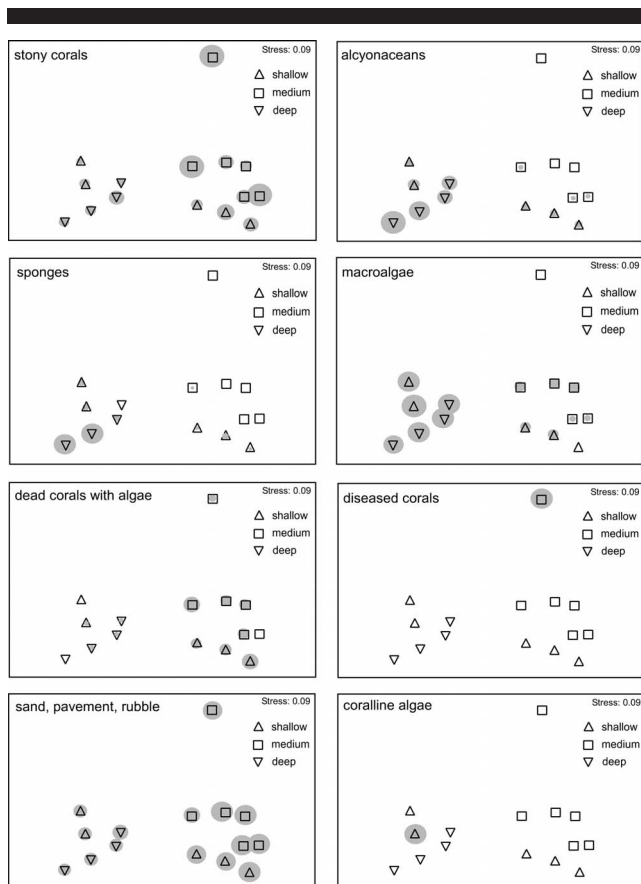 stony corals
Stress: 0.09
shallow
medium
deep
alcyonaceans
Stress: 0.09
shallow
medium
deep
sponges
Stress: 0.09
shallow
medium
deep
macroalgae
Stress: 0.09
shallow
medium
deep
dead corals with algae
Stress: 0.09
shallow
medium
deep
diseased corals
Stress: 0.09
shallow
medium
deep
sand, pavement, rubble
Stress: 0.09
shallow
medium
deep
coralline algae
Stress: 0.09
shallow
medium
deep